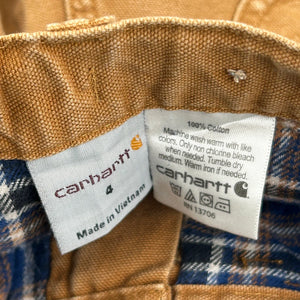 carhartt
4
Made in Vietnam
100% Cotton
Machine wash warm with like
colors. Only non chlorine bleach
when needed. Tumble dry
medium. Warm iron if needed.
carhartt
RN 13706